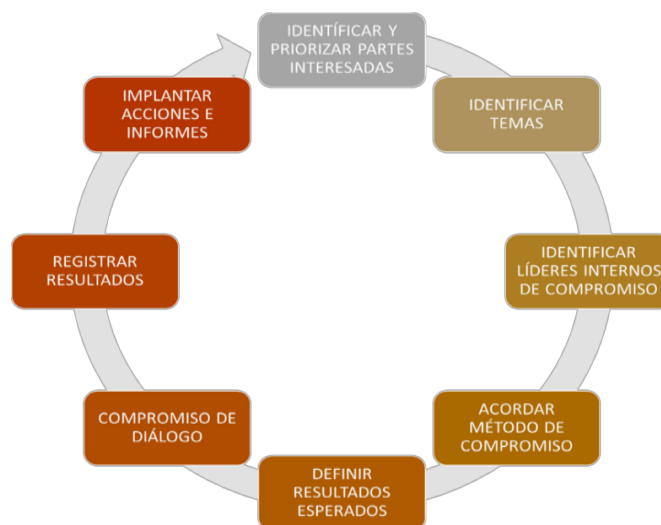 IDENTÍFICAR Y
PRIORIZAR PARTES
INTERESADAS
IDENTIFICAR
TEMAS
IDENTIFICAR
LÍDERES INTERNOS
DE COMPROMISO
ACORDAR
MÉTODO DE
COMPROMISO
DEFINIR
RESULTADOS
ESPERADOS
COMPROMISO DE
DIÁLOGO
REGISTRAR
RESULTADOS
IMPLANTAR
ACCIONES E
INFORMES